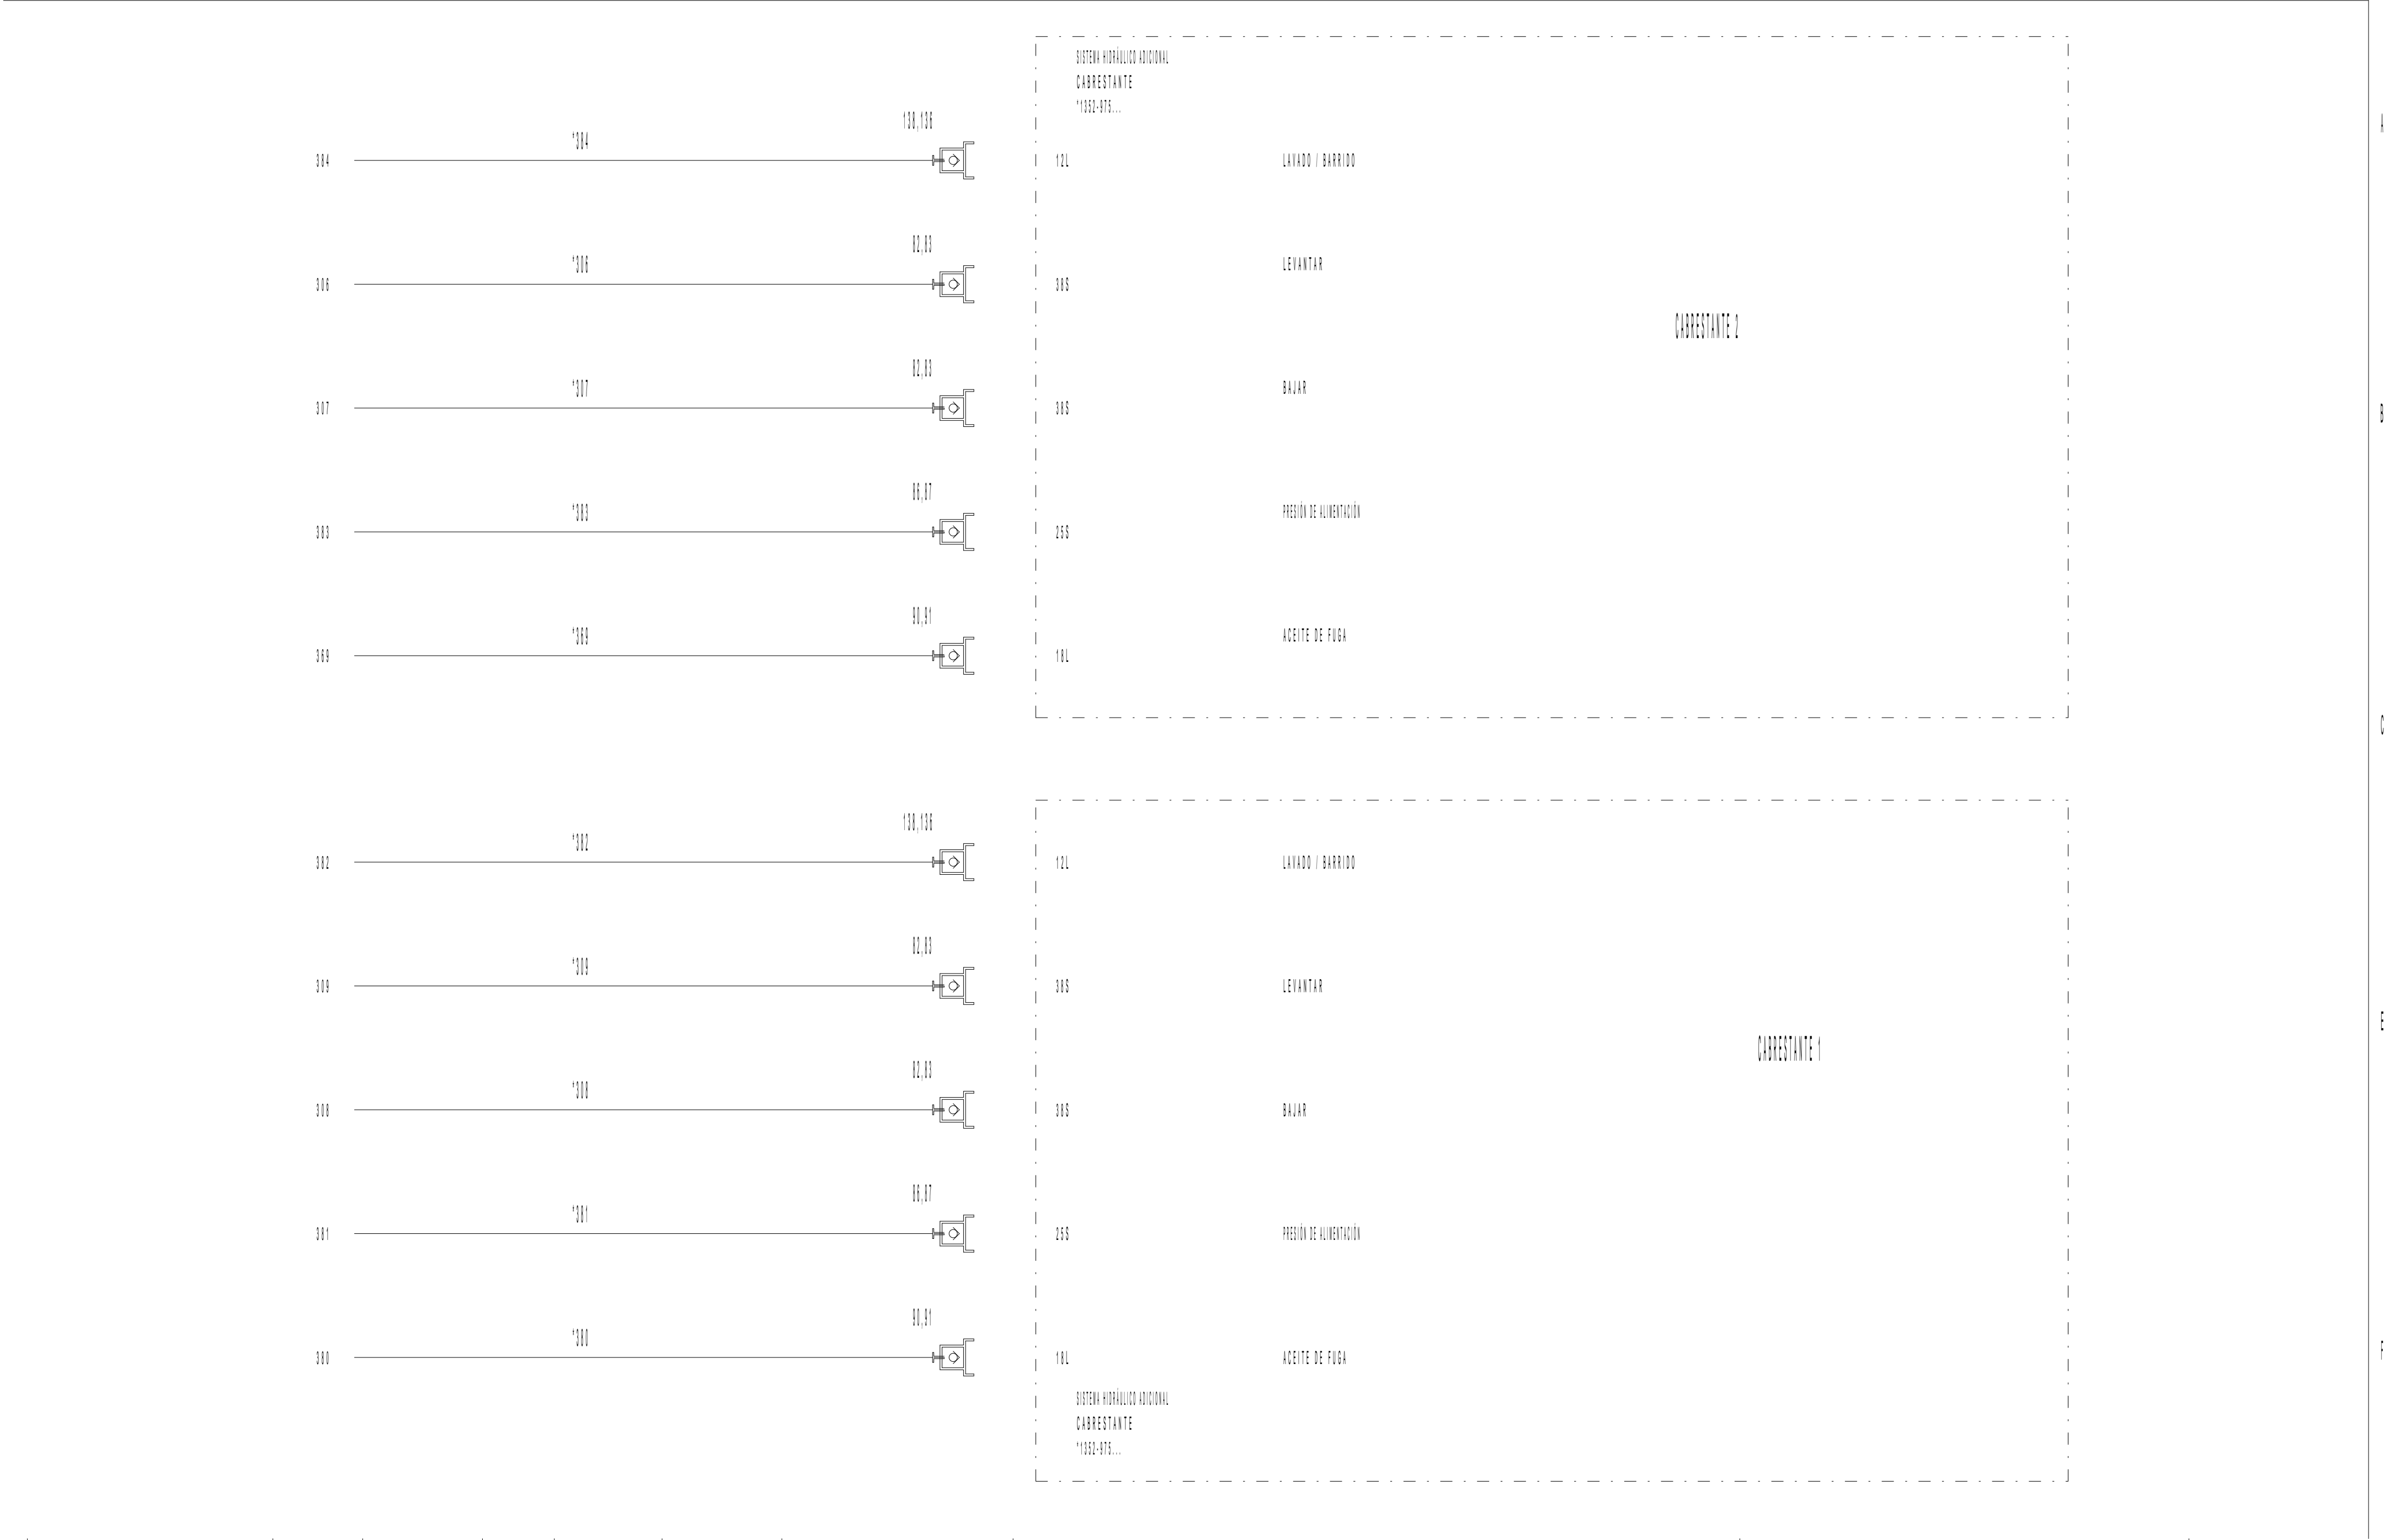 SISTEMA HIDRÁULICO ADICIONAL
CABRESTANTE
*1352-975...
A
384 *384 138,136 12L LAVADO / BARRIDO
306 *306 82,83 38S LEVANTAR
CABRESTANTE 2
307 *307 82,83 38S BAJAR
B
383 *383 86,87 25S PRESIÓN DE ALIMENTACIÓN
369 *369 90,91 18L ACEITE DE FUGA
C
382 *382 138,136 12L LAVADO / BARRIDO
309 *309 82,83 38S LEVANTAR
E
CABRESTANTE 1
308 *308 82,83 38S BAJAR
381 *381 86,87 25S PRESIÓN DE ALIMENTACIÓN
380 *380 90,91 18L ACEITE DE FUGA
F
SISTEMA HIDRÁULICO ADICIONAL
CABRESTANTE
*1352-975...